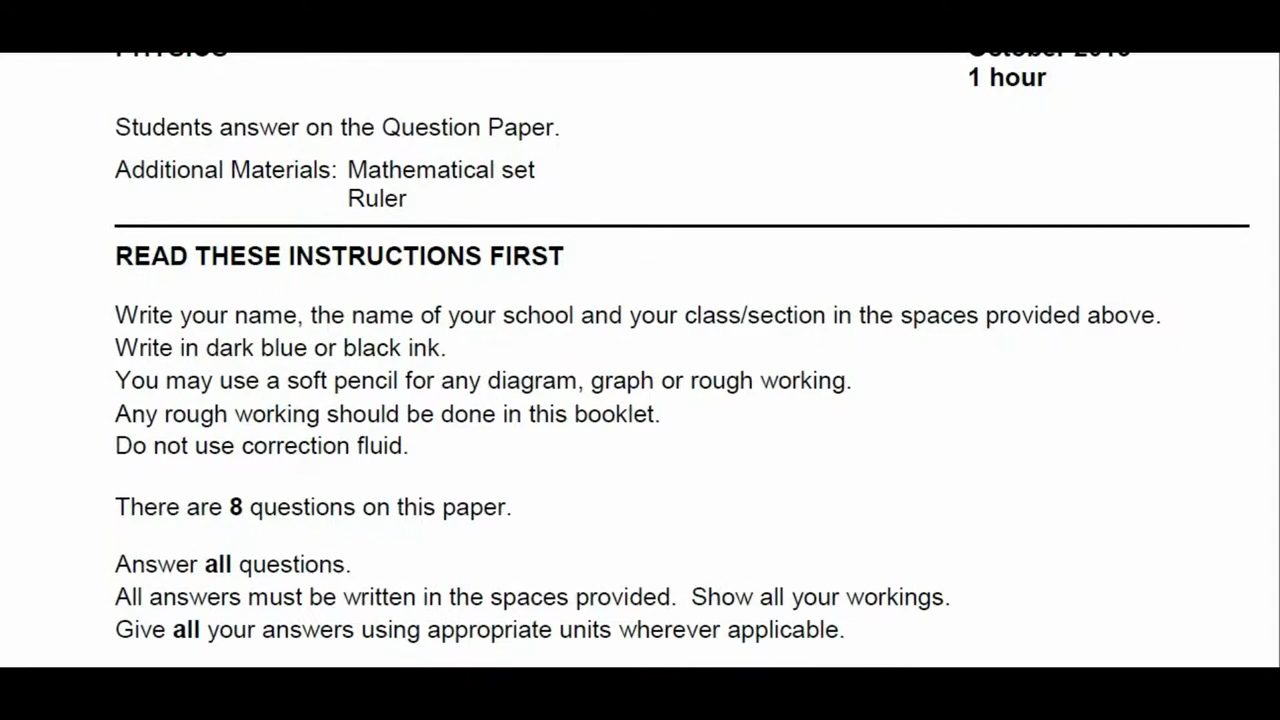 PHYSICS
October
1 hour
Students answer on the Question Paper.
Additional Materials: Mathematical set
Ruler
READ THESE INSTRUCTIONS FIRST
Write your name, the name of your school and your class/section in the spaces provided above.
Write in dark blue or black ink.
You may use a soft pencil for any diagram, graph or rough working.
Any rough working should be done in this booklet.
Do not use correction fluid.
There are 8 questions on this paper.
Answer all questions.
All answers must be written in the spaces provided. Show all your workings.
Give all your answers using appropriate units wherever applicable.